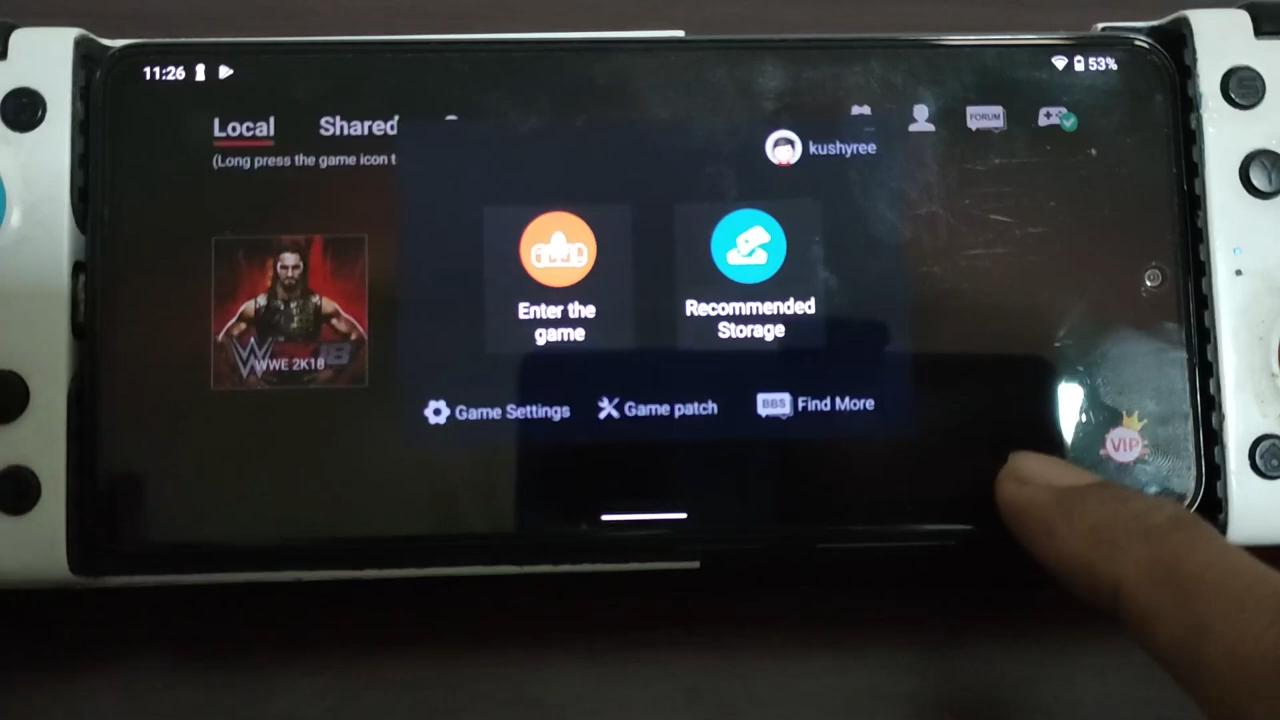 11:26
53%
Local
Shared
FORUM
(Long press the game icon t
kushyree
Enter the
game
Recommended
Storage
WWE 2K18
Game Settings
Game patch
BBS
Find More
VIP